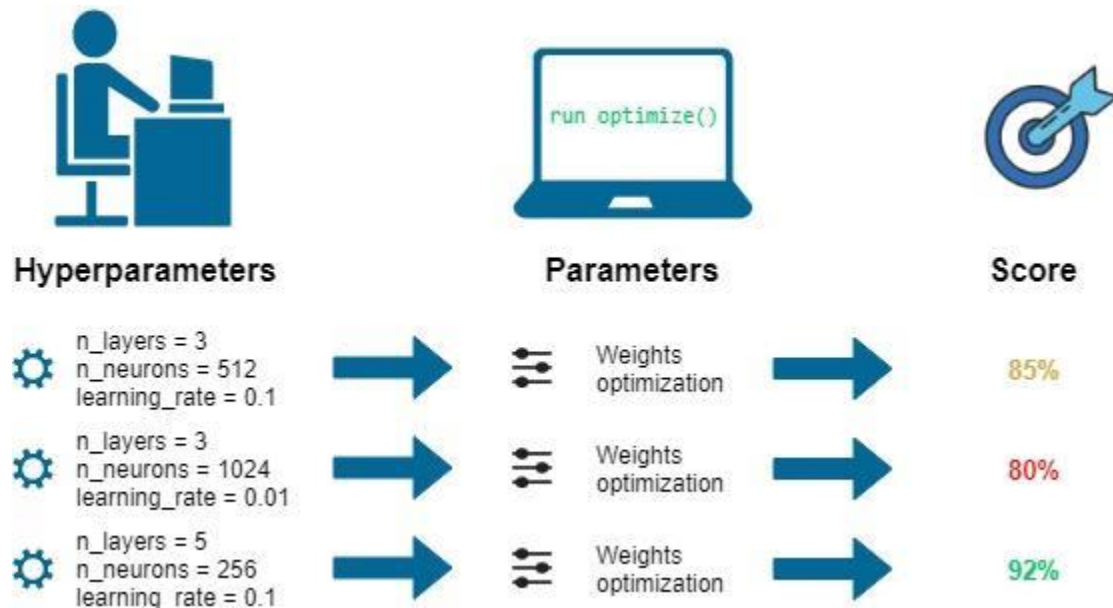 run optimize()
Hyperparameters
Parameters
Score
n_layers = 3
n_neurons = 512
learning_rate = 0.1
Weights
optimization
85%
n_layers = 3
n_neurons = 1024
learning_rate = 0.01
Weights
optimization
80%
n_layers = 5
n_neurons = 256
learning_rate = 0.1
Weights
optimization
92%